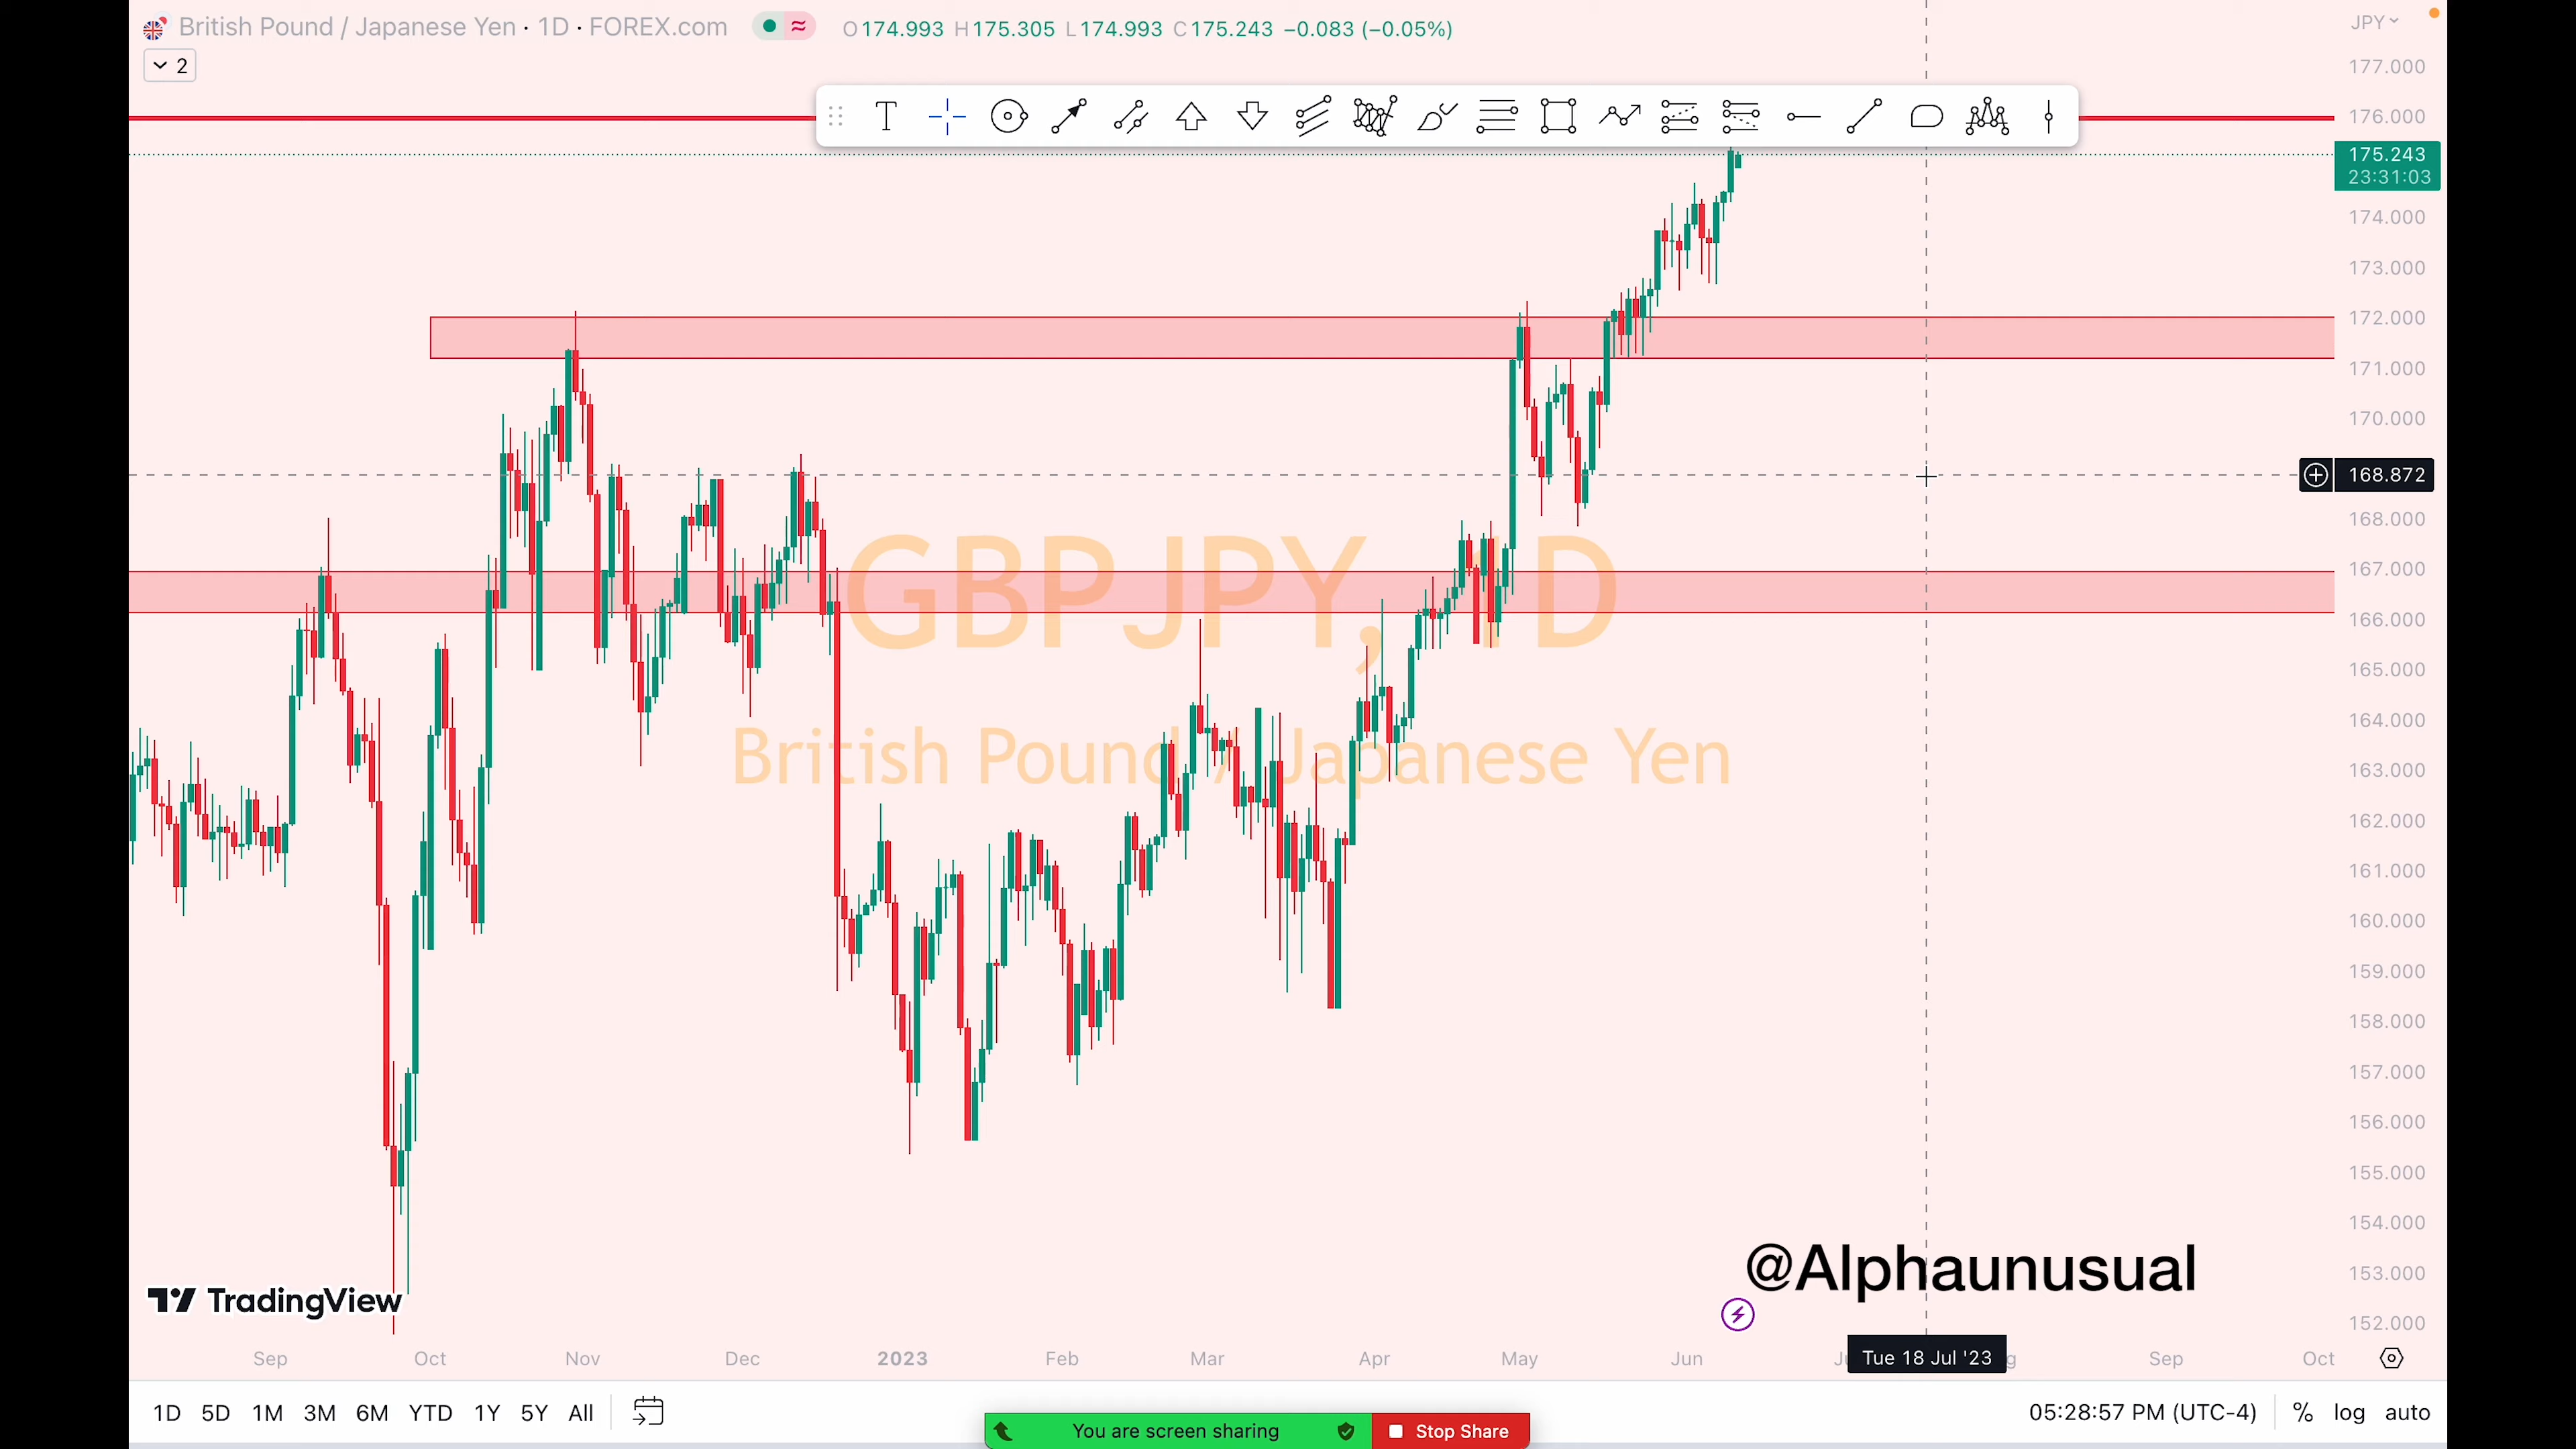 British Pound / Japanese Yen · 1D · FOREX.com ≈ O174.993 H175.305 L174.993 C175.243 −0.083 (−0.05%)
JPY
2
T
177.000
176.000
175.243
23:31:03
174.000
173.000
172.000
171.000
170.000
168.872
168.000
167.000
166.000
165.000
164.000
163.000
162.000
161.000
160.000
159.000
158.000
157.000
156.000
155.000
154.000
153.000
152.000
GBPJPY, 1D
British Pound / Japanese Yen
@Alphaunusual
TradingView
Sep Oct Nov Dec 2023 Feb Mar Apr May Jun Tue 18 Jul '23 Sep Oct
1D 5D 1M 3M 6M YTD 1Y 5Y All
05:28:57 PM (UTC-4) % log auto
You are screen sharing Stop Share